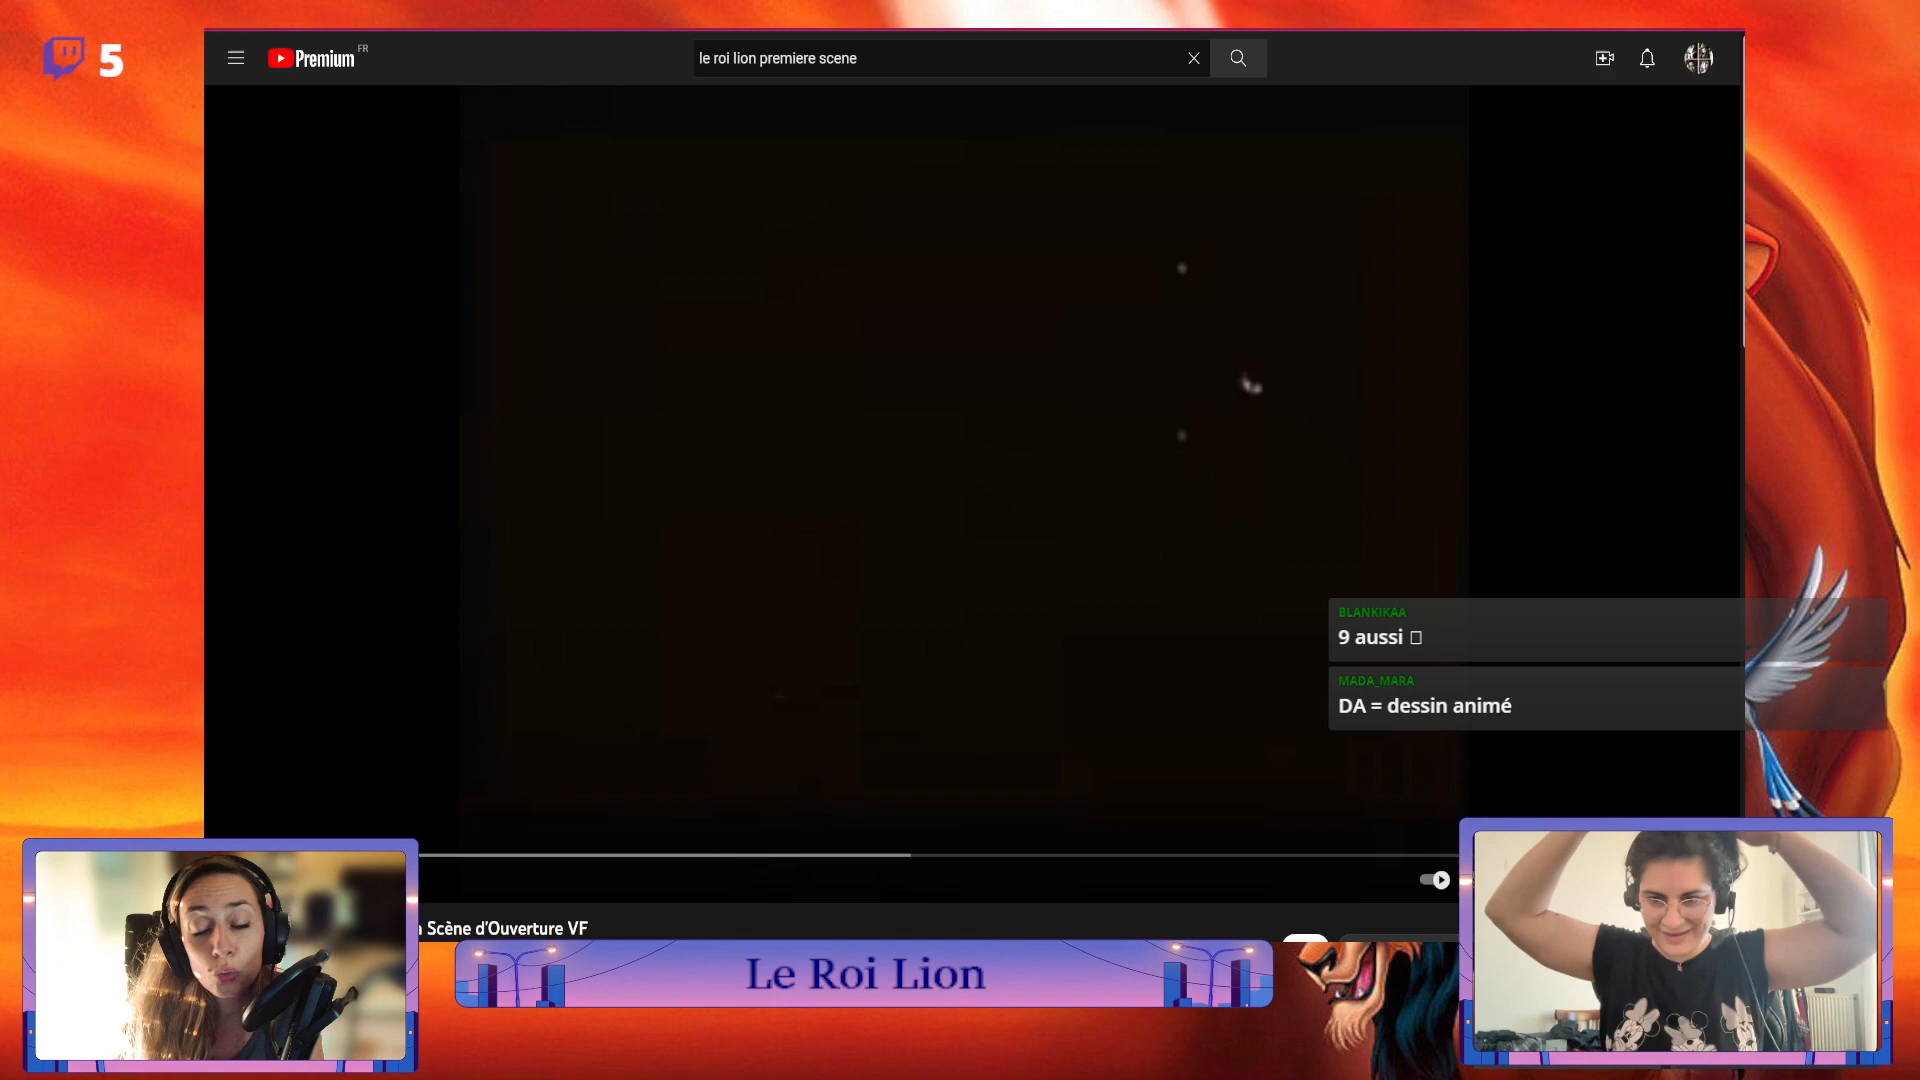 5
Premium FR
le roi lion premiere scene
BLANKIKAA
9 aussi
MADA_MARA
DA = dessin animé
Scène d'Ouverture VF
Le Roi Lion